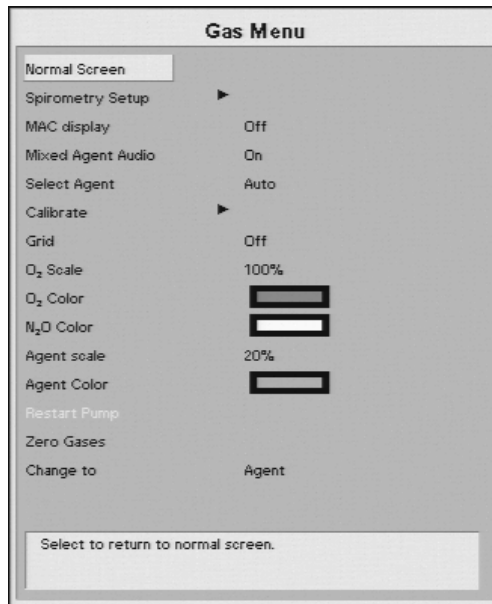 Gas Menu
Normal Screen
Spirometry Setup ►
MAC display Off
Mixed Agent Audio On
Select Agent Auto
Calibrate ►
Grid Off
O₂ Scale 100%
O₂ Color
N₂O Color
Agent scale 20%
Agent Color
Restart Pump
Zero Gases
Change to Agent
Select to return to normal screen.